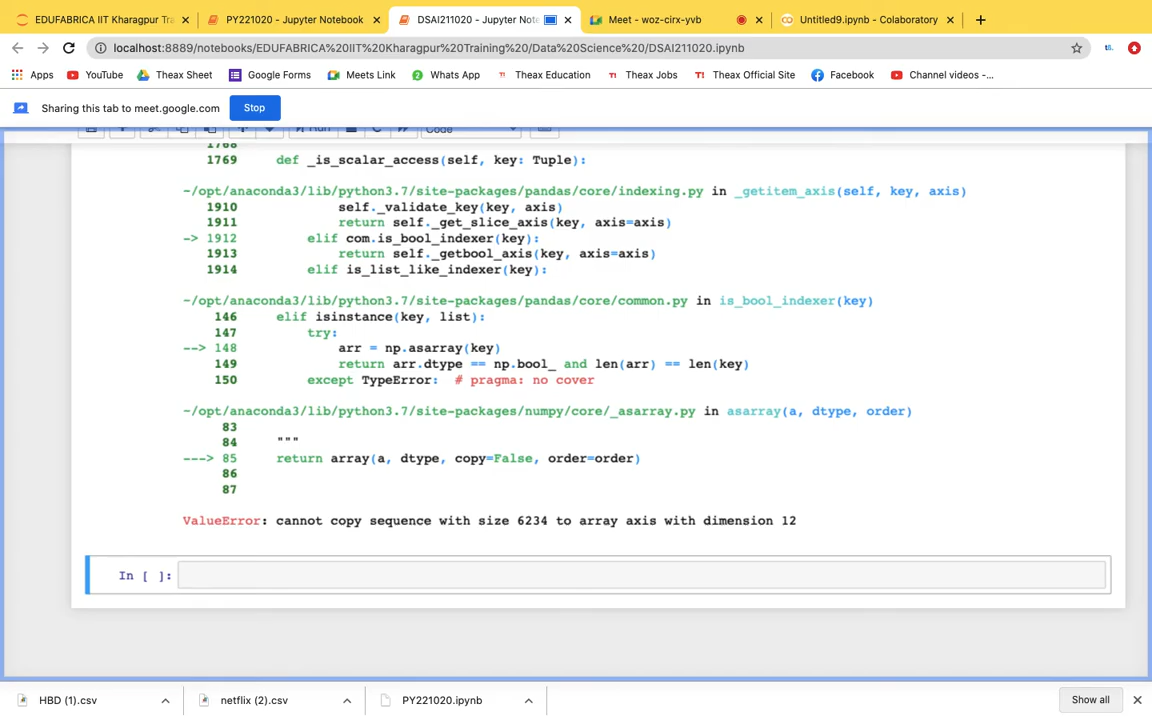 EDUFABRICA IIT Kharagpur Tra
PY221020 - Jupyter Notebook
DSAI211020 - Jupyter Note
Meet - woz-cirx-yvb
Untitled9.ipynb - Colaboratory
localhost:8889/notebooks/EDUFABRICA%20IIT%20Kharagpur%20Training%20/Data%20Science%20/DSAI211020.ipynb
Apps YouTube Theax Sheet Google Forms Meets Link Whats App Theax Education Theax Jobs Theax Official Site Facebook Channel videos -...
Sharing this tab to meet.google.com Stop
Run Code
1768
1769 def _is_scalar_access(self, key: Tuple):
~/opt/anaconda3/lib/python3.7/site-packages/pandas/core/indexing.py in _getitem_axis(self, key, axis)
1910 self._validate_key(key, axis)
1911 return self._get_slice_axis(key, axis=axis)
-> 1912 elif com.is_bool_indexer(key):
1913 return self._getbool_axis(key, axis=axis)
1914 elif is_list_like_indexer(key):
~/opt/anaconda3/lib/python3.7/site-packages/pandas/core/common.py in is_bool_indexer(key)
146 elif isinstance(key, list):
147 try:
--> 148 arr = np.asarray(key)
149 return arr.dtype == np.bool_ and len(arr) == len(key)
150 except TypeError: # pragma: no cover
~/opt/anaconda3/lib/python3.7/site-packages/numpy/core/_asarray.py in asarray(a, dtype, order)
83
84 """
---> 85 return array(a, dtype, copy=False, order=order)
86
87
ValueError: cannot copy sequence with size 6234 to array axis with dimension 12
In [ ]:
HBD (1).csv netflix (2).csv PY221020.ipynb Show all